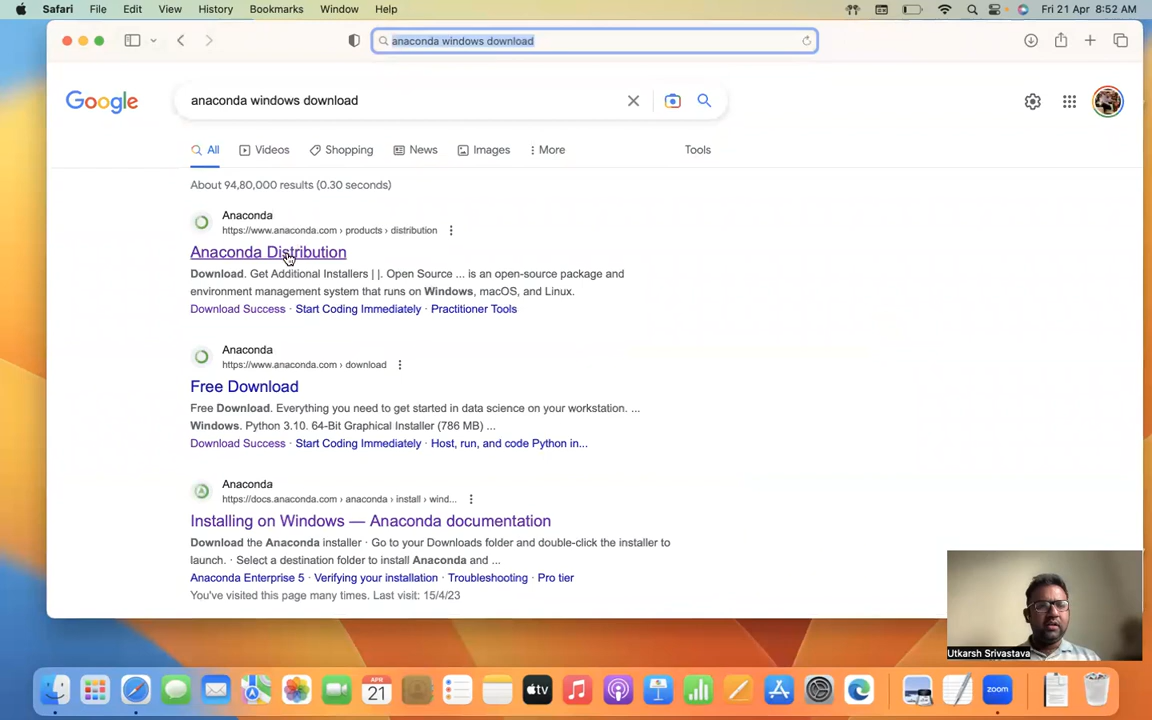 Safari File Edit View History Bookmarks Window Help Fri 21 Apr 8:52 AM
anaconda windows download
Google
anaconda windows download
All Videos Shopping News Images More Tools
About 94,80,000 results (0.30 seconds)
Anaconda
https://www.anaconda.com › products › distribution
Anaconda Distribution
Download. Get Additional Installers | |. Open Source ... is an open-source package and
environment management system that runs on Windows, macOS, and Linux.
Download Success · Start Coding Immediately · Practitioner Tools
Anaconda
https://www.anaconda.com › download
Free Download
Free Download. Everything you need to get started in data science on your workstation. ...
Windows. Python 3.10. 64-Bit Graphical Installer (786 MB) ...
Download Success · Start Coding Immediately · Host, run, and code Python in...
Anaconda
https://docs.anaconda.com › anaconda › install › wind...
Installing on Windows — Anaconda documentation
Download the Anaconda installer · Go to your Downloads folder and double-click the installer to
launch. · Select a destination folder to install Anaconda and ...
Anaconda Enterprise 5 · Verifying your installation · Troubleshooting · Pro tier
You've visited this page many times. Last visit: 15/4/23
Utkarsh Srivastava
APR
21
tv
zoom